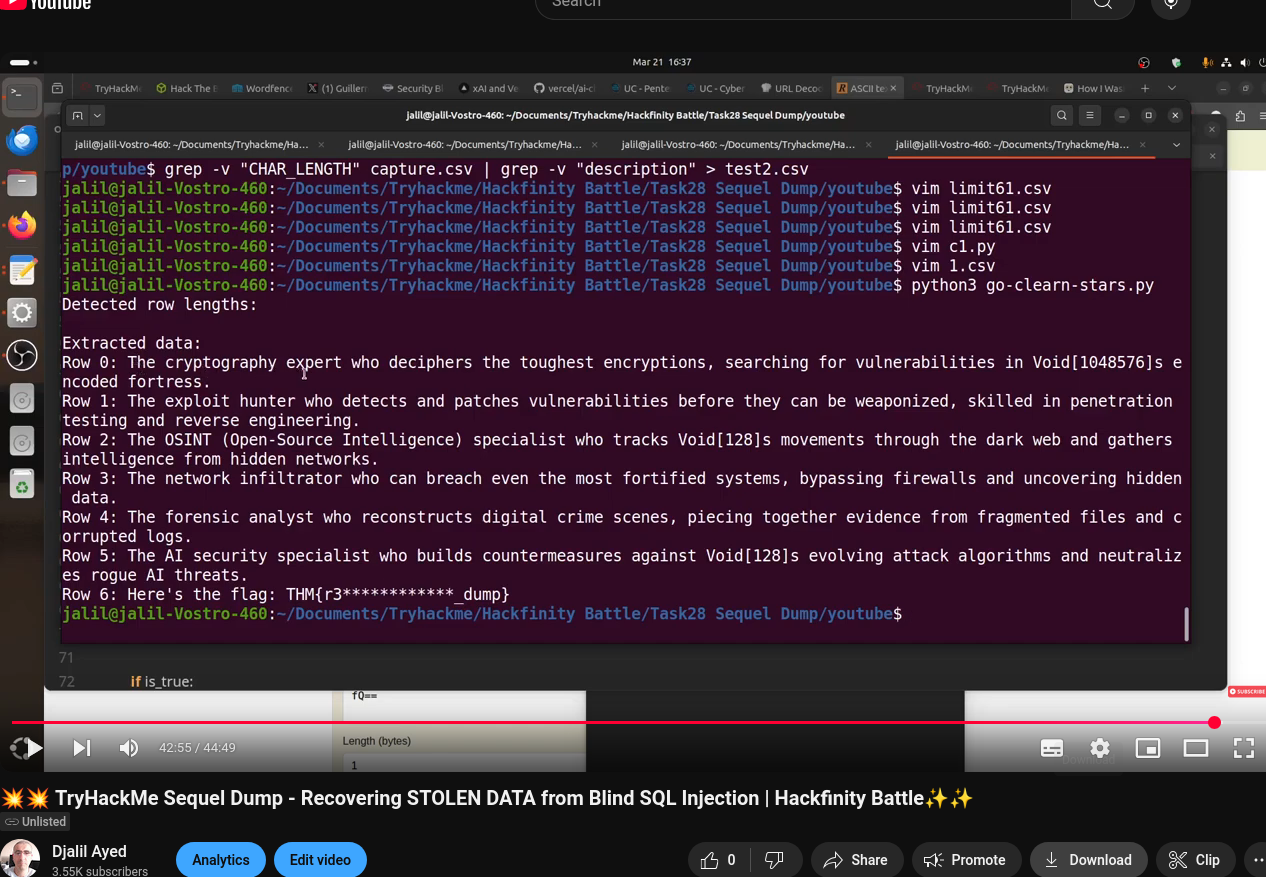 YouTube
Search
Mar 21 16:37
TryHackM
Hack The B
Wordfenc
(1) Guillerm
Security Bl
xAI and Ve
vercel/ai-c
UC - Pente
UC - Cyber
URL Decod
ASCII te
TryHackM
TryHackMe
How I Was
jalil@jalil-Vostro-460: ~/Documents/Tryhackme/Hackfinity Battle/Task28 Sequel Dump/youtube
jalil@jalil-Vostro-460: ~/Documents/Tryhackme/Ha...
jalil@jalil-Vostro-460: ~/Documents/Tryhackme/Ha...
jalil@jalil-Vostro-460: ~/Documents/Tryhackme/Ha...
jalil@jalil-Vostro-460: ~/Documents/Tryhackme/Ha...
p/youtube$ grep -v "CHAR_LENGTH" capture.csv | grep -v "description" > test2.csv
jalil@jalil-Vostro-460:~/Documents/Tryhackme/Hackfinity Battle/Task28 Sequel Dump/youtube$ vim limit61.csv
jalil@jalil-Vostro-460:~/Documents/Tryhackme/Hackfinity Battle/Task28 Sequel Dump/youtube$ vim limit61.csv
jalil@jalil-Vostro-460:~/Documents/Tryhackme/Hackfinity Battle/Task28 Sequel Dump/youtube$ vim limit61.csv
jalil@jalil-Vostro-460:~/Documents/Tryhackme/Hackfinity Battle/Task28 Sequel Dump/youtube$ vim c1.py
jalil@jalil-Vostro-460:~/Documents/Tryhackme/Hackfinity Battle/Task28 Sequel Dump/youtube$ vim 1.csv
jalil@jalil-Vostro-460:~/Documents/Tryhackme/Hackfinity Battle/Task28 Sequel Dump/youtube$ python3 go-clearn-stars.py
Detected row lengths:
Extracted data:
Row 0: The cryptography expert who deciphers the toughest encryptions, searching for vulnerabilities in Void[1048576]s e
ncoded fortress.
Row 1: The exploit hunter who detects and patches vulnerabilities before they can be weaponized, skilled in penetration
testing and reverse engineering.
Row 2: The OSINT (Open-Source Intelligence) specialist who tracks Void[128]s movements through the dark web and gathers
intelligence from hidden networks.
Row 3: The network infiltrator who can breach even the most fortified systems, bypassing firewalls and uncovering hidden
data.
Row 4: The forensic analyst who reconstructs digital crime scenes, piecing together evidence from fragmented files and c
orrupted logs.
Row 5: The AI security specialist who builds countermeasures against Void[128]s evolving attack algorithms and neutraliz
es rogue AI threats.
Row 6: Here's the flag: THM{r3************_dump}
jalil@jalil-Vostro-460:~/Documents/Tryhackme/Hackfinity Battle/Task28 Sequel Dump/youtube$
71
72 if is_true:
fQ==
SUBSCRIBE
Length (bytes)
1
42:55 / 44:49
💥💥 TryHackMe Sequel Dump - Recovering STOLEN DATA from Blind SQL Injection | Hackfinity Battle✨✨
Unlisted
Djalil Ayed
3.55K subscribers
Analytics
Edit video
0
Share
Promote
Download
Clip